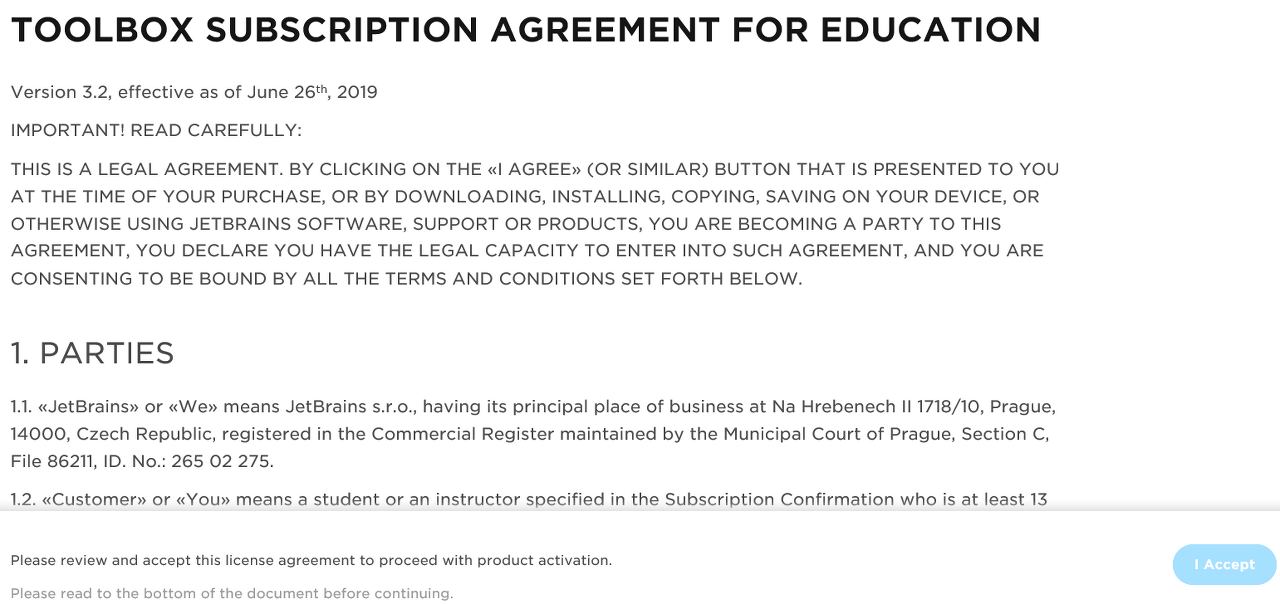 TOOLBOX SUBSCRIPTION AGREEMENT FOR EDUCATION
Version 3.2, effective as of June 26th, 2019
IMPORTANT! READ CAREFULLY:
THIS IS A LEGAL AGREEMENT. BY CLICKING ON THE «I AGREE» (OR SIMILAR) BUTTON THAT IS PRESENTED TO YOU
AT THE TIME OF YOUR PURCHASE, OR BY DOWNLOADING, INSTALLING, COPYING, SAVING ON YOUR DEVICE, OR
OTHERWISE USING JETBRAINS SOFTWARE, SUPPORT OR PRODUCTS, YOU ARE BECOMING A PARTY TO THIS
AGREEMENT, YOU DECLARE YOU HAVE THE LEGAL CAPACITY TO ENTER INTO SUCH AGREEMENT, AND YOU ARE
CONSENTING TO BE BOUND BY ALL THE TERMS AND CONDITIONS SET FORTH BELOW.
1. PARTIES
1.1. «JetBrains» or «We» means JetBrains s.r.o., having its principal place of business at Na Hrebenech II 1718/10, Prague,
14000, Czech Republic, registered in the Commercial Register maintained by the Municipal Court of Prague, Section C,
File 86211, ID. No.: 265 02 275.
1.2. «Customer» or «You» means a student or an instructor specified in the Subscription Confirmation who is at least 13
Please review and accept this license agreement to proceed with product activation.
I Accept
Please read to the bottom of the document before continuing.